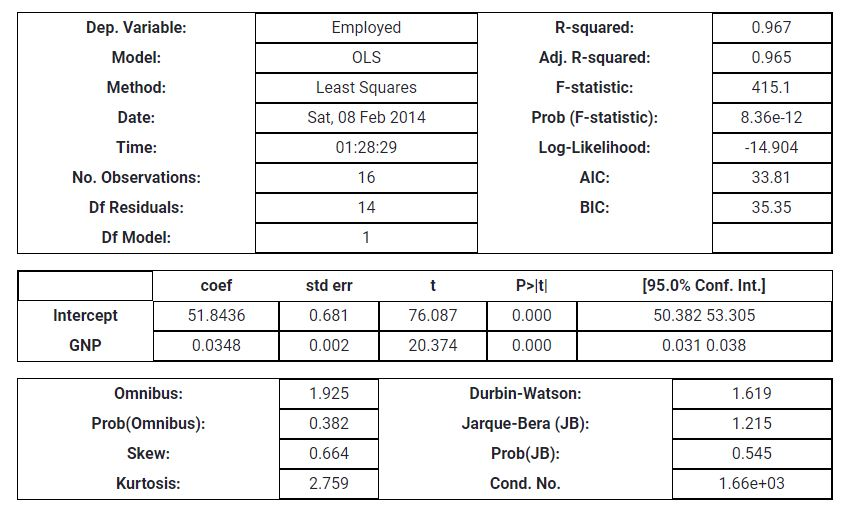 Dep. Variable: Employed R-squared: 0.967
Model: OLS Adj. R-squared: 0.965
Method: Least Squares F-statistic: 415.1
Date: Sat, 08 Feb 2014 Prob (F-statistic): 8.36e-12
Time: 01:28:29 Log-Likelihood: -14.904
No. Observations: 16 AIC: 33.81
Df Residuals: 14 BIC: 35.35
Df Model: 1
coef std err t P>|t| [95.0% Conf. Int.]
Intercept 51.8436 0.681 76.087 0.000 50.382 53.305
GNP 0.0348 0.002 20.374 0.000 0.031 0.038
Omnibus: 1.925 Durbin-Watson: 1.619
Prob(Omnibus): 0.382 Jarque-Bera (JB): 1.215
Skew: 0.664 Prob(JB): 0.545
Kurtosis: 2.759 Cond. No. 1.66e+03